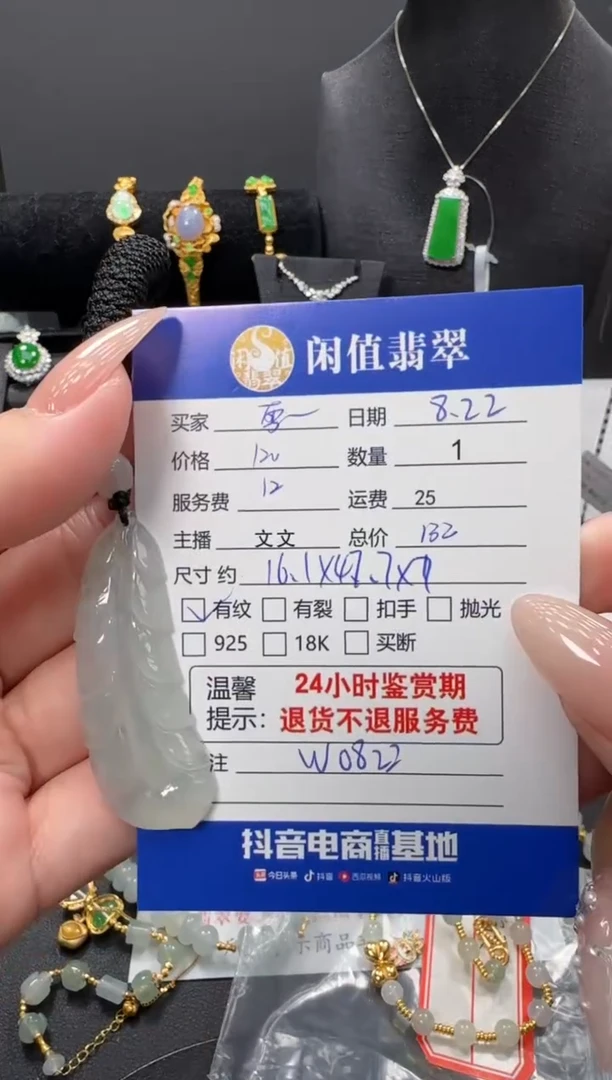 闲值翡翠
闲值翡翠
买家 日期 8.22
价格 120 数量 1
服务费 12 运费 25
主播 文文 总价 132
尺寸 约 16.1X47.7X9
有纹 有裂 扣手 抛光
925 18K 买断
温馨提示: 24小时鉴赏期
退货不退服务费
注 W0822
抖音电商直播基地
今日头条 抖音 西瓜视频 抖音火山版